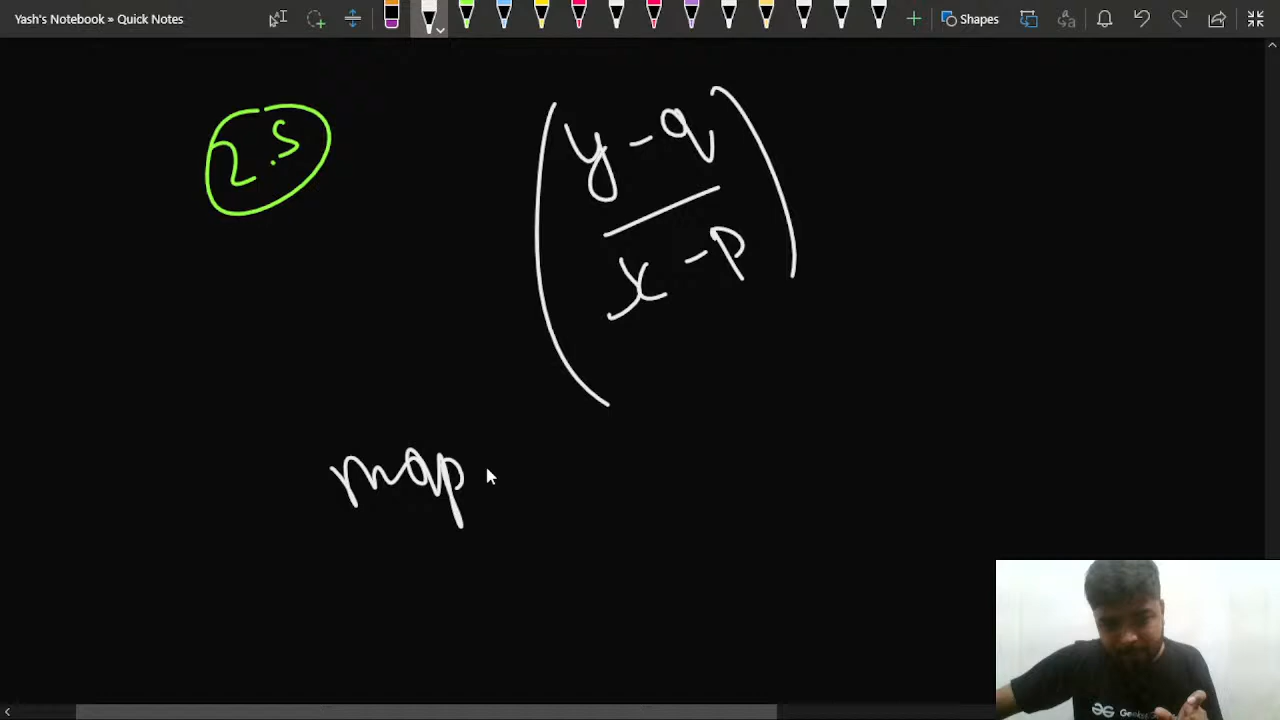 Yash's Notebook » Quick Notes
Shapes
2.5
(y-q
x-p)
map